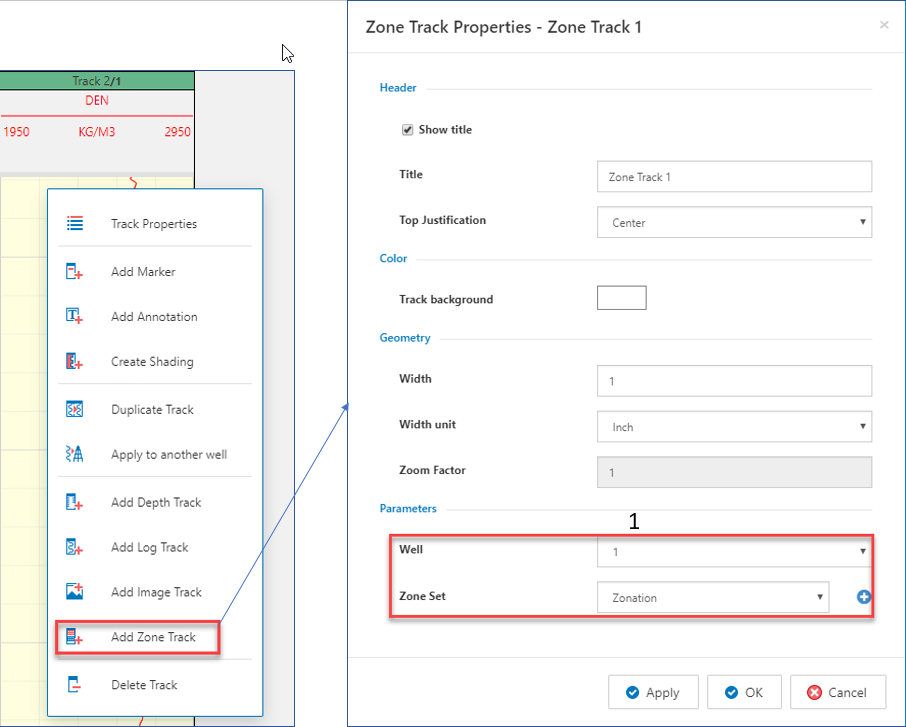 Track 2/1
DEN
1950 KG/M3 2950
Track Properties
Add Marker
Add Annotation
Create Shading
Duplicate Track
Apply to another well
Add Depth Track
Add Log Track
Add Image Track
Add Zone Track
Delete Track
Zone Track Properties - Zone Track 1
×
Header
Show title
Title Zone Track 1
Top Justification Center
Color
Track background
Geometry
Width 1
Width unit Inch
Zoom Factor 1
Parameters
1
Well 1
Zone Set Zonation
Apply OK Cancel